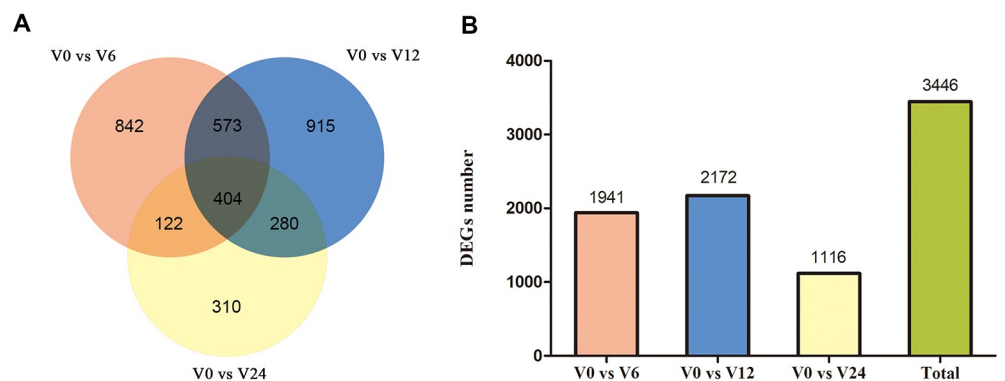 A
V0 vs V6
V0 vs V12
842
573
915
404
122
280
310
V0 vs V24
B
DEGs number
4000
3000
2000
1000
0
1941
2172
1116
3446
V0 vs V6
V0 vs V12
V0 vs V24
Total